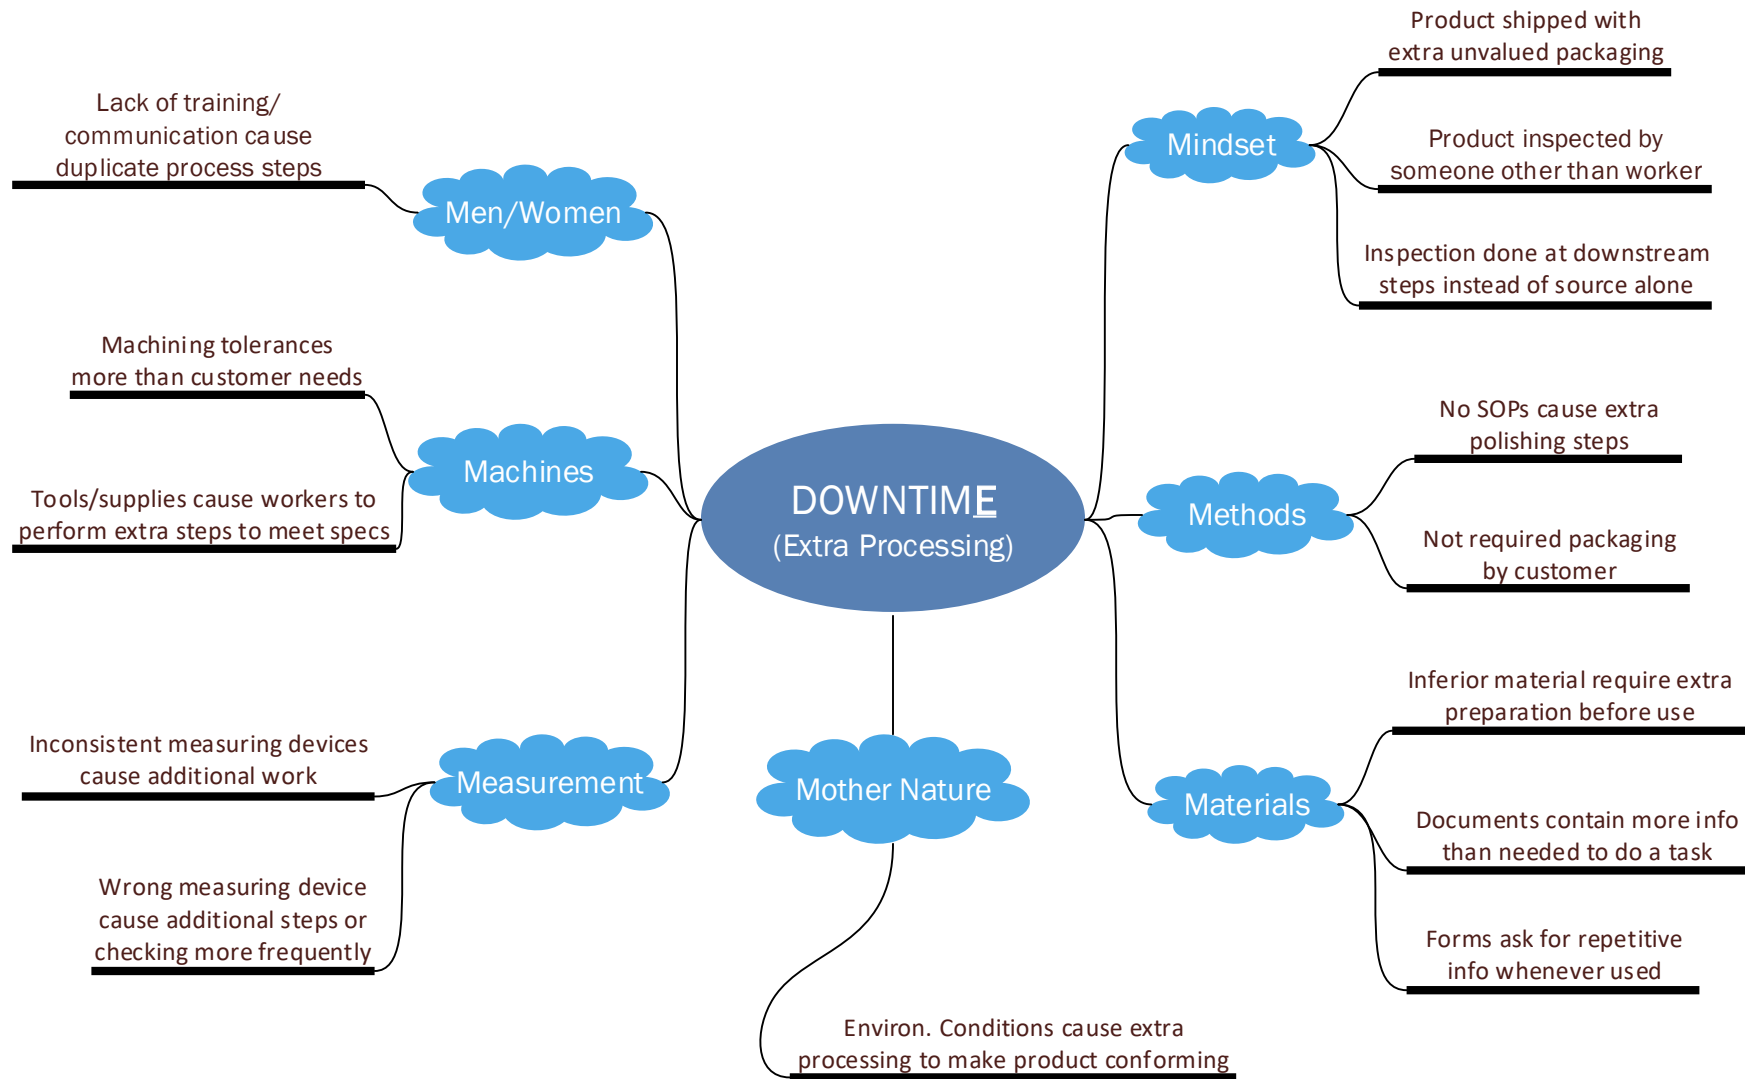 Product shipped with
extra unvalued packaging
Lack of training/
communication cause
duplicate process steps
Mindset
Product inspected by
someone other than worker
Men/Women
Inspection done at downstream
steps instead of source alone
Machining tolerances
more than customer needs
No SOPs cause extra
polishing steps
Machines
Tools/supplies cause workers to
perform extra steps to meet specs
DOWNTIME
(Extra Processing)
Methods
Not required packaging
by customer
Inferior material require extra
preparation before use
Inconsistent measuring devices
cause additional work
Measurement
Mother Nature
Materials
Documents contain more info
than needed to do a task
Wrong measuring device
cause additional steps or
checking more frequently
Forms ask for repetitive
info whenever used
Environ. Conditions cause extra
processing to make product conforming